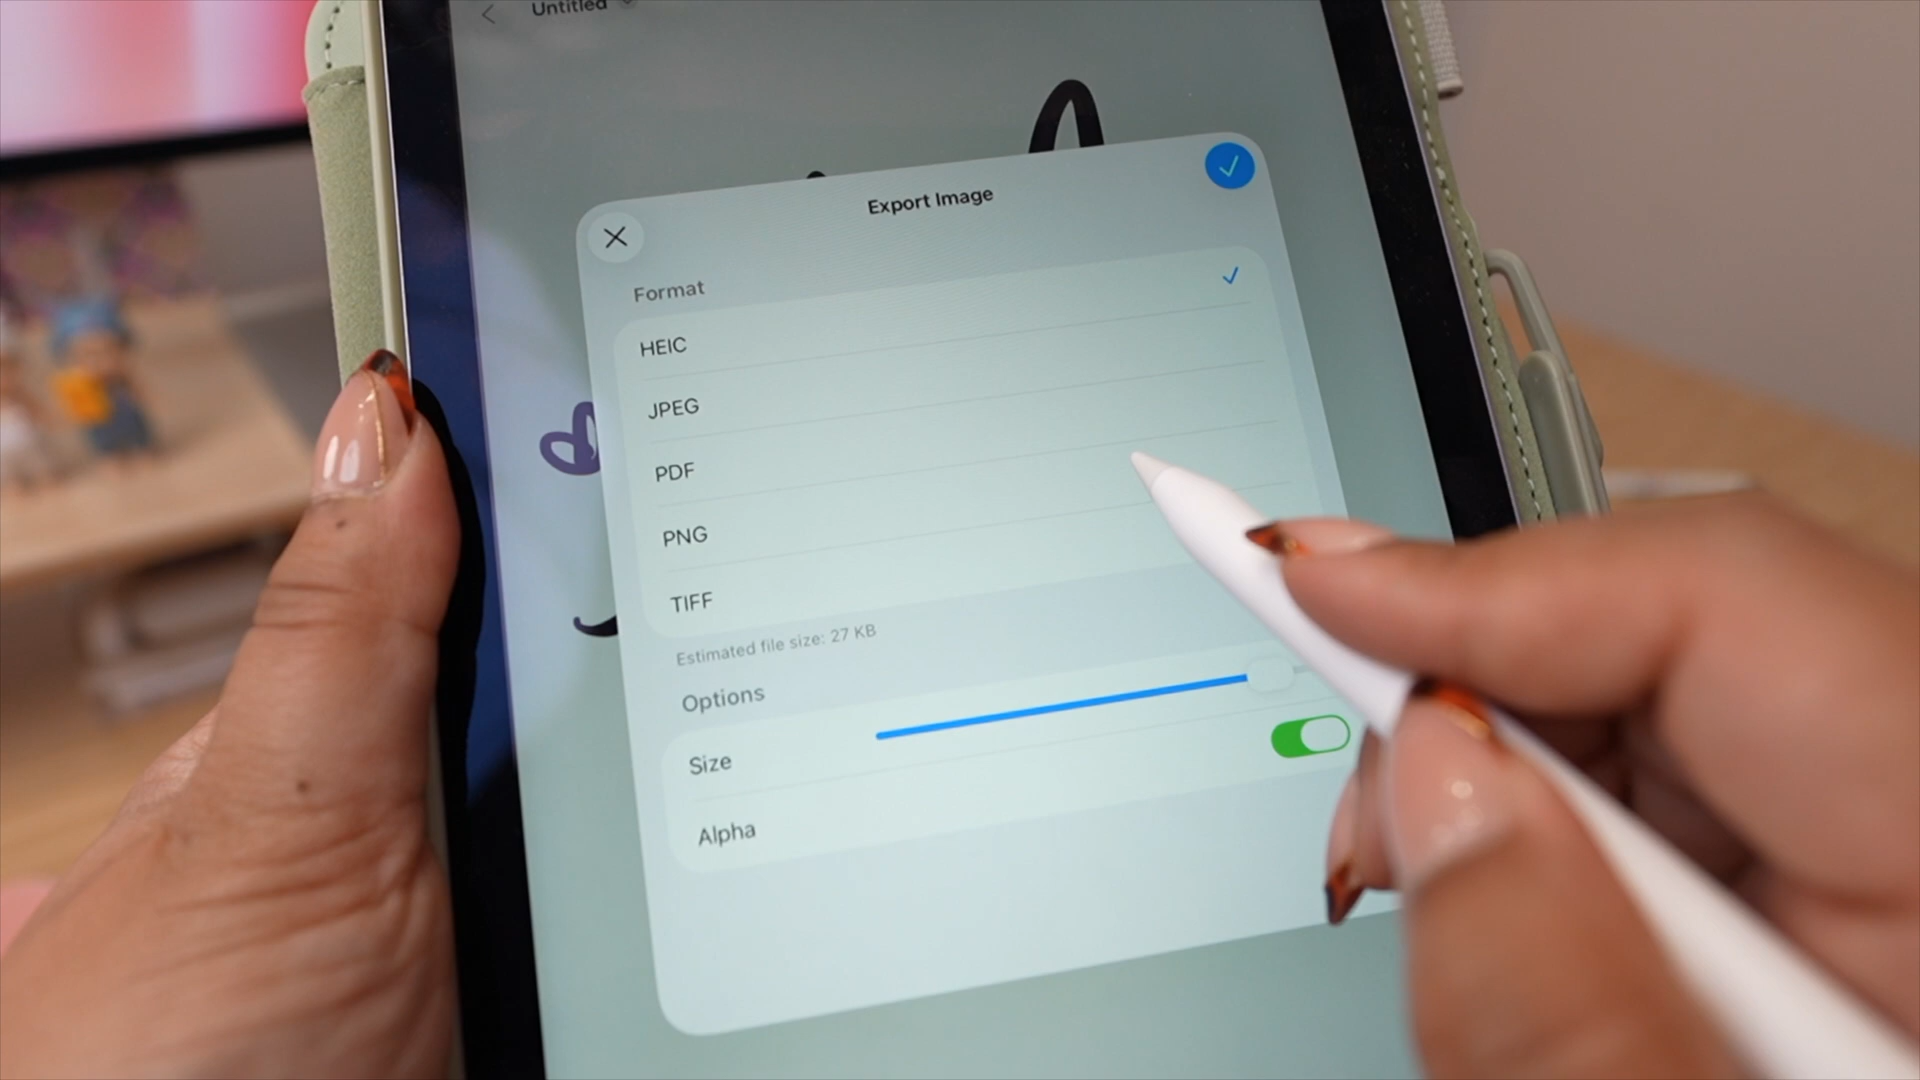 Untitled
Export Image
Format
HEIC
JPEG
PDF
PNG
TIFF
Estimated file size: 27 KB
Options
Size
Alpha